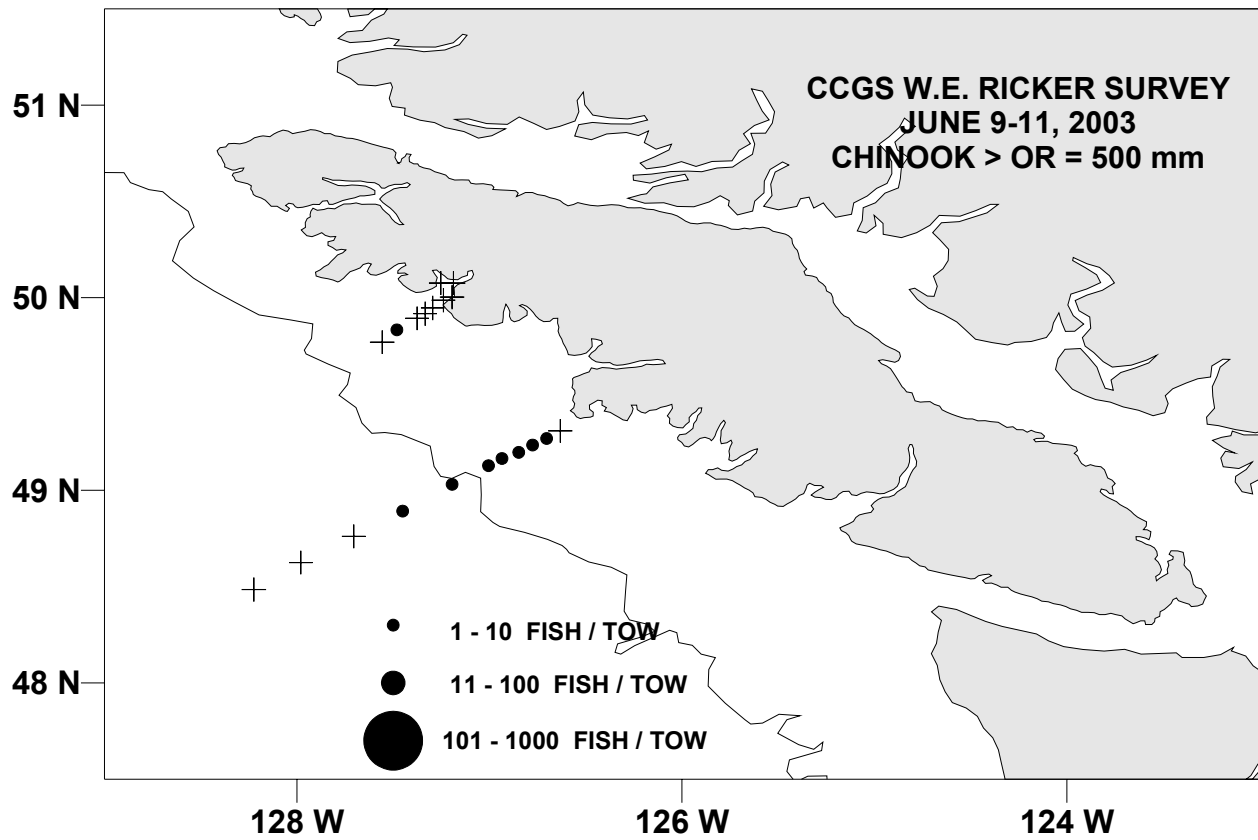 CCGS W.E. RICKER SURVEY
JUNE 9-11, 2003
CHINOOK > OR = 500 mm
51 N
50 N
49 N
48 N
1 - 10 FISH / TOW
11 - 100 FISH / TOW
101 - 1000 FISH / TOW
128 W
126 W
124 W